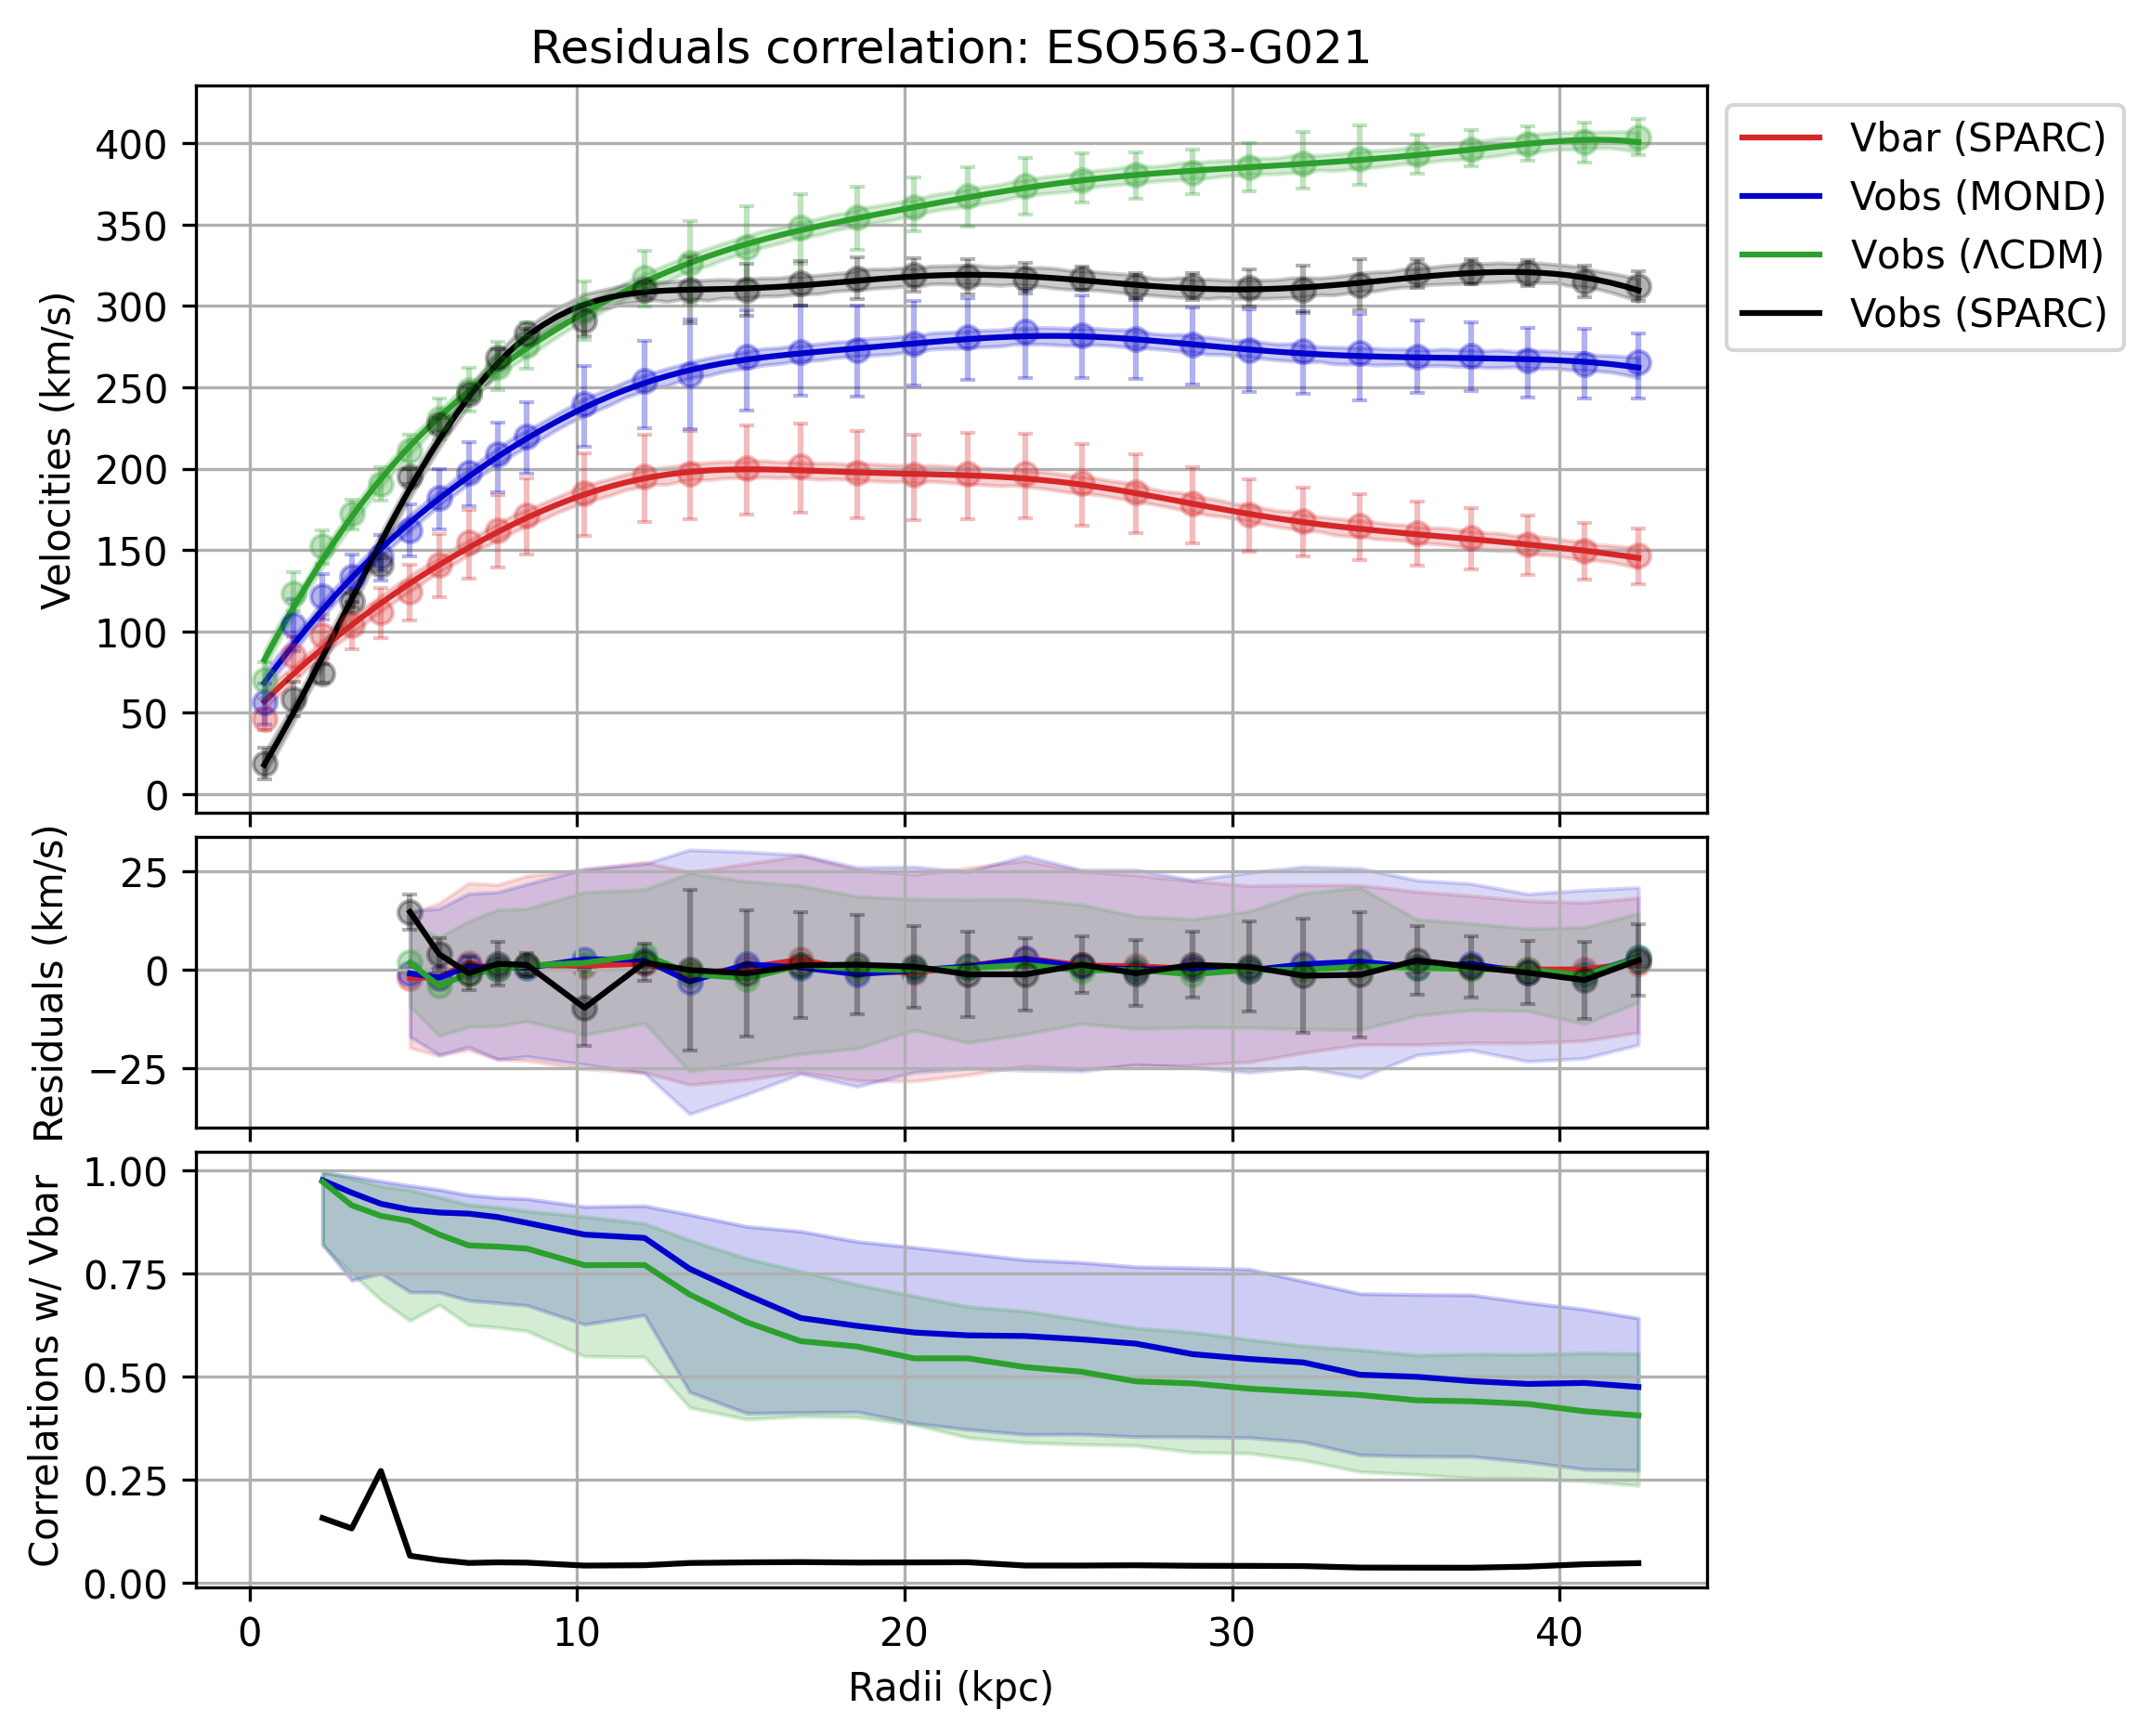 Residuals correlation: ESO563-G021
Velocities (km/s)
400
350
300
250
200
150
100
50
0
Vbar (SPARC)
Vobs (MOND)
Vobs (ΛCDM)
Vobs (SPARC)
Residuals (km/s)
25
0
−25
Correlations w/ Vbar
1.00
0.75
0.50
0.25
0.00
0 10 20 30 40
Radii (kpc)